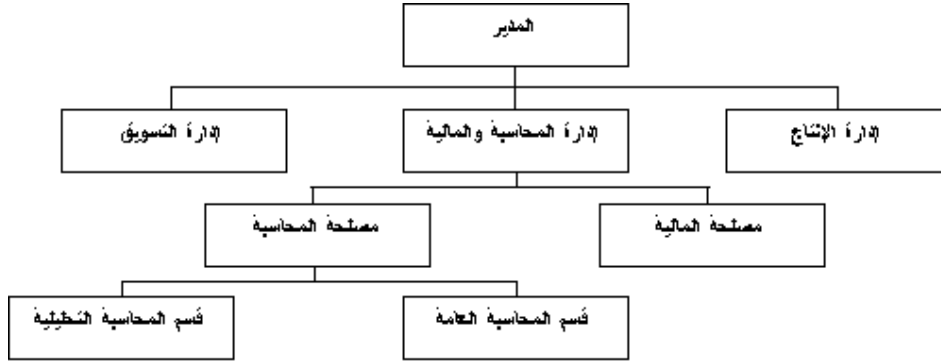 المدير
إدارة الإنتاج
إدارة المحاسبة والمالية
إدارة التسويق
مصلحة المالية
مصلحة المحاسبة
قسم المحاسبة العامة
قسم المحاسبة التحليلية